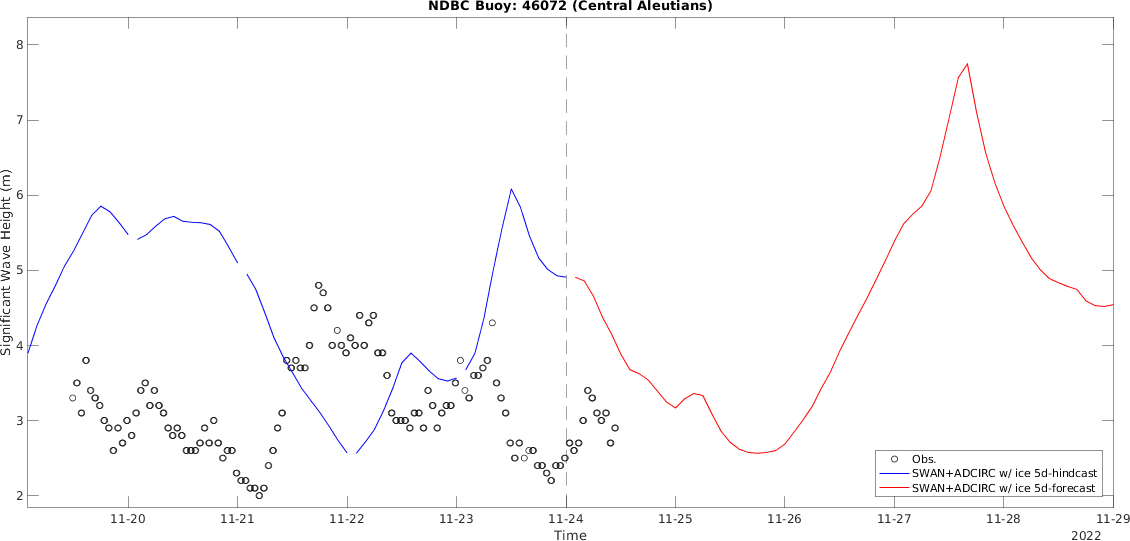 NDBC Buoy: 46072 (Central Aleutians)
Significant Wave Height (m)
8
7
6
5
4
3
2
Obs.
SWAN+ADCIRC w/ ice 5d-hindcast
SWAN+ADCIRC w/ ice 5d-forecast
11-20 11-21 11-22 11-23 11-24 11-25 11-26 11-27 11-28 11-29
Time
2022